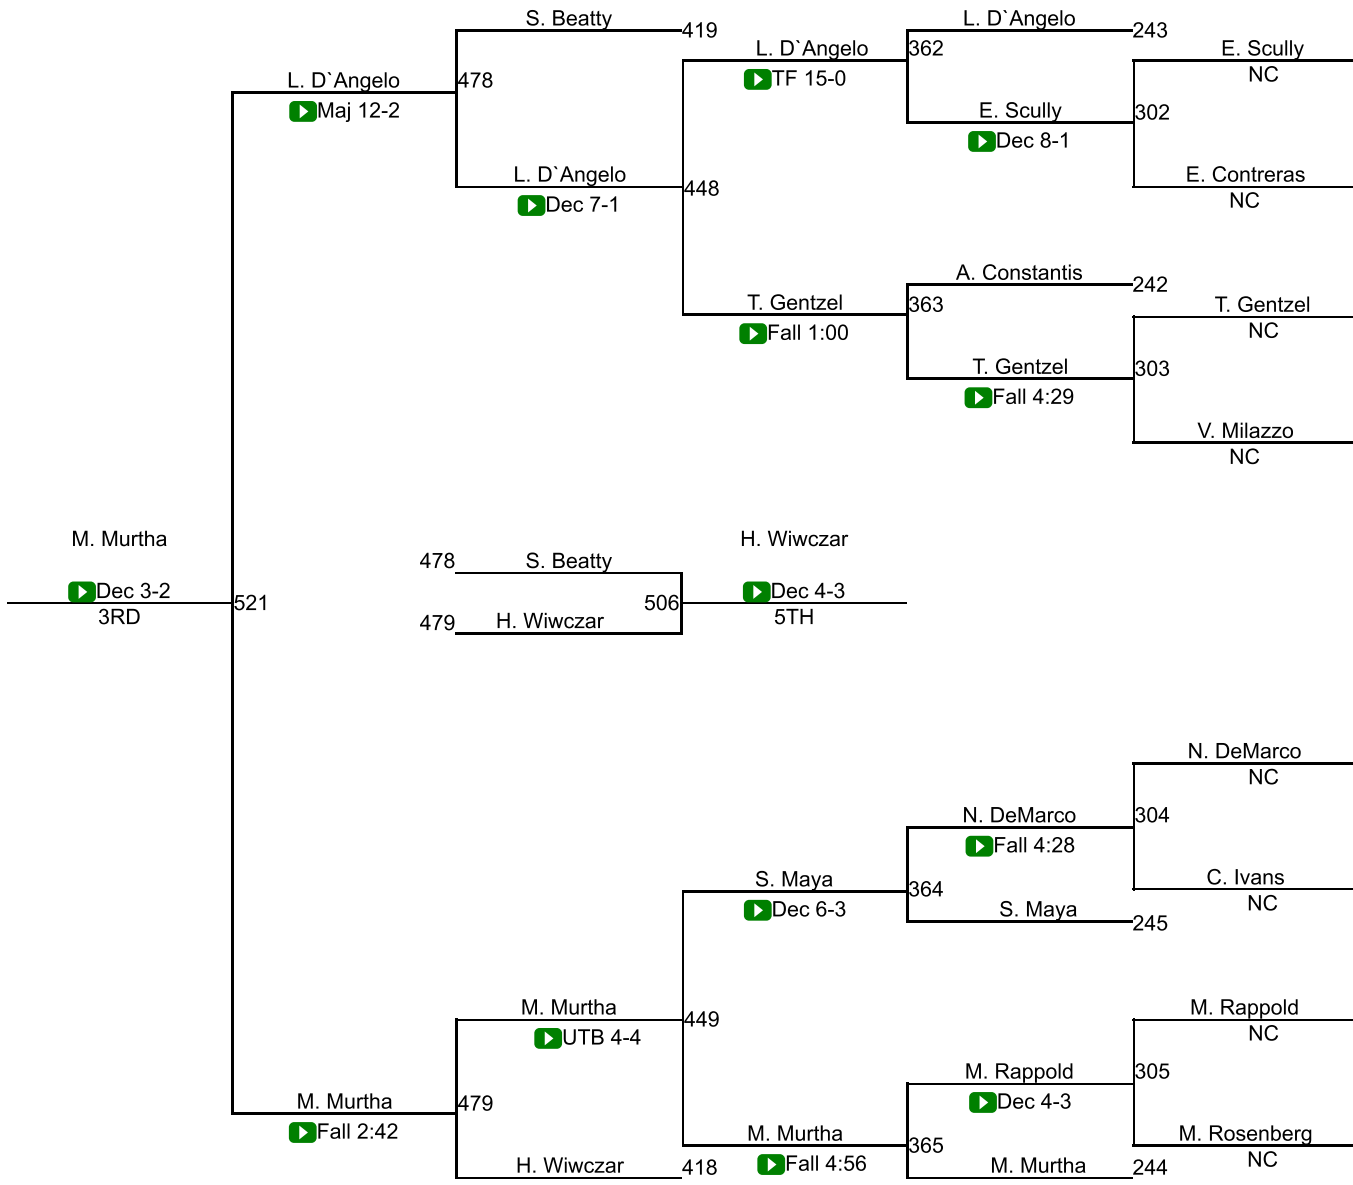 S. Beatty
419
L. D`Angelo
243
L. D`Angelo
362
E. Scully
NC
L. D`Angelo
478
TF 15-0
Maj 12-2
E. Scully
302
Dec 8-1
L. D`Angelo
448
E. Contreras
Dec 7-1
NC
A. Constantis
242
T. Gentzel
363
T. Gentzel
Fall 1:00
NC
T. Gentzel
303
Fall 4:29
V. Milazzo
NC
M. Murtha
H. Wiwczar
478
S. Beatty
Dec 3-2
521
506
Dec 4-3
3RD
479
H. Wiwczar
5TH
N. DeMarco
NC
N. DeMarco
304
Fall 4:28
S. Maya
364
C. Ivans
Dec 6-3
NC
S. Maya
245
M. Murtha
449
M. Rappold
UTB 4-4
NC
M. Rappold
305
M. Murtha
479
Dec 4-3
Fall 2:42
M. Murtha
365
M. Rosenberg
H. Wiwczar
418
Fall 4:56
M. Murtha
244
NC